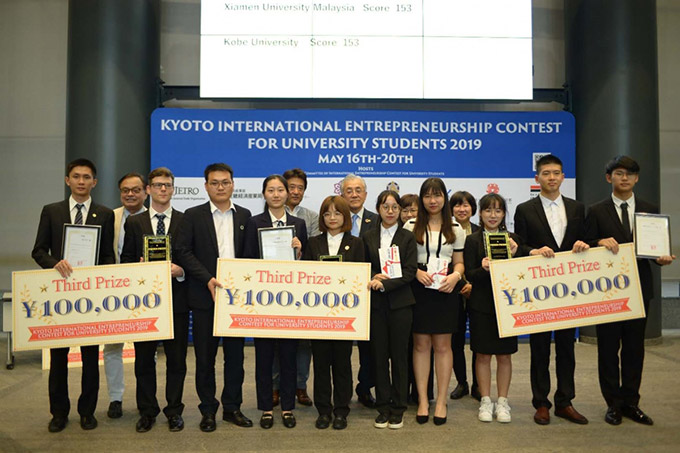 Xiamen University Malaysia Score 153
Kobe University Score 153
KYOTO INTERNATIONAL ENTREPRENEURSHIP CONTEST
FOR UNIVERSITY STUDENTS 2019
MAY 16TH-20TH
HOSTS
JETRO
Third Prize
¥100,000
KYOTO INTERNATIONAL ENTREPRENEURSHIP
CONTEST FOR UNIVERSITY STUDENTS 2019
Third Prize
¥100,000
KYOTO INTERNATIONAL ENTREPRENEURSHIP
CONTEST FOR UNIVERSITY STUDENTS 2019
Third Prize
¥100,000
KYOTO INTERNATIONAL ENTREPRENEURSHIP
CONTEST FOR UNIVERSITY STUDENTS 2019